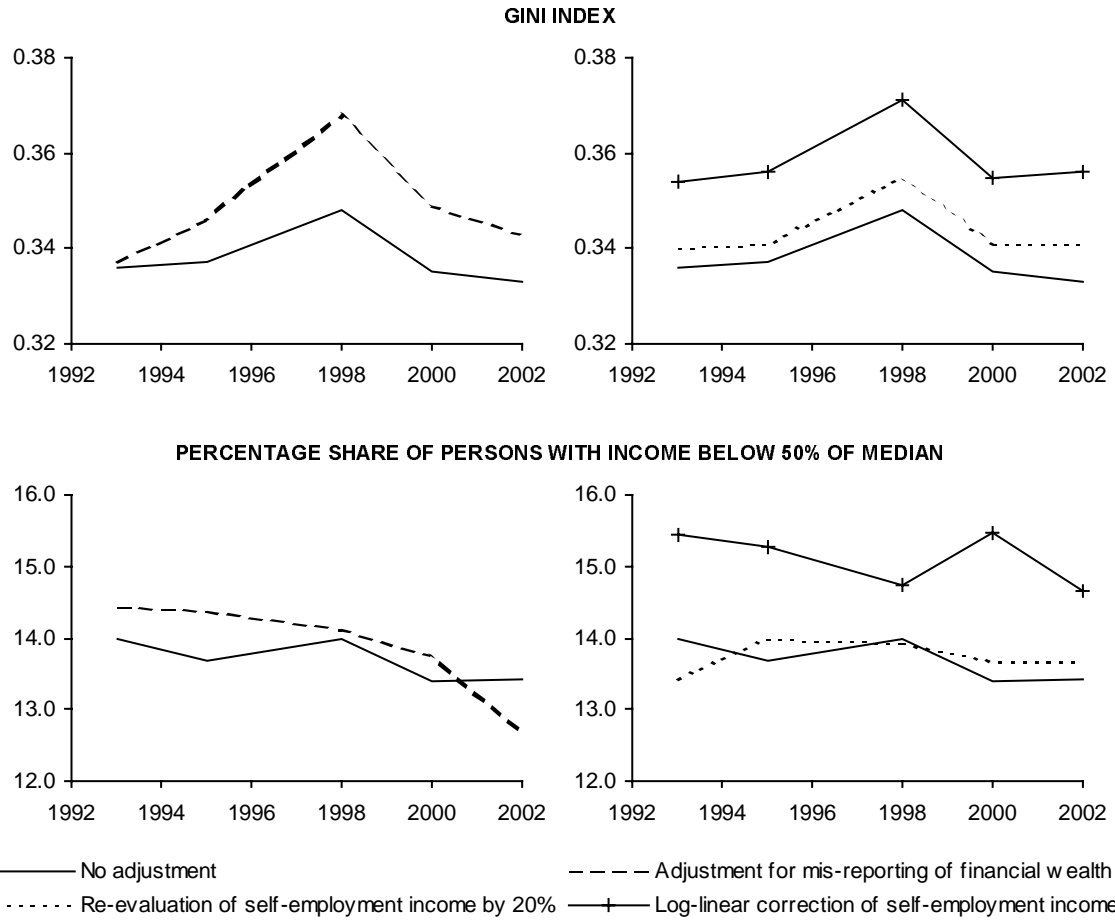 GINI INDEX
0.38
0.36
0.34
0.32
1992 1994 1996 1998 2000 2002
0.38
0.36
0.34
0.32
1992 1994 1996 1998 2000 2002
PERCENTAGE SHARE OF PERSONS WITH INCOME BELOW 50% OF MEDIAN
16.0
15.0
14.0
13.0
12.0
1992 1994 1996 1998 2000 2002
16.0
15.0
14.0
13.0
12.0
1992 1994 1996 1998 2000 2002
No adjustment
Adjustment for mis-reporting of financial wealth
Re-evaluation of self-employment income by 20%
Log-linear correction of self-employment income